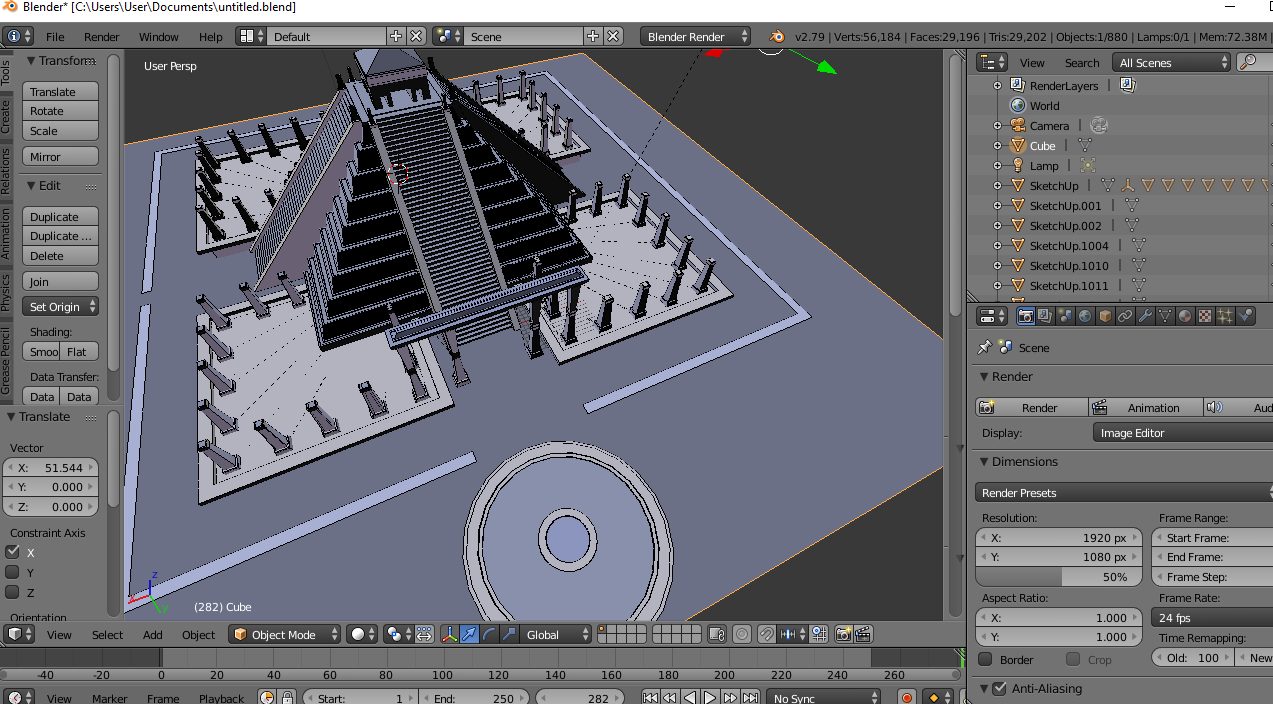 Blender* [C:\Users\User\Documents\untitled.blend]
File Render Window Help Default Scene Blender Render v2.79 | Verts:56,184 | Faces:29,196 | Tris:29,202 | Objects:1/880 | Lamps:0/1 | Mem:72.38M
Tools
Create
Relations
Animation
Physics
Grease Pencil
Transform
Translate
Rotate
Scale
Mirror
Edit
Duplicate
Duplicate ...
Delete
Join
Set Origin
Shading:
Smoo Flat
Data Transfer:
Data Data
Translate
Vector
X: 51.544
Y: 0.000
Z: 0.000
Constraint Axis
X
Y
Z
Orientation
User Persp
Z
(282) Cube
View Select Add Object Object Mode Global
-40 -20 0 20 40 60 80 100 120 140 160 180 200 220 240 260
View Marker Frame Playback Start: 1 End: 250 282 No Sync
View Search All Scenes
RenderLayers |
World
Camera |
Cube |
Lamp |
SketchUp |
SketchUp.001 |
SketchUp.002 |
SketchUp.1004 |
SketchUp.1010 |
SketchUp.1011 |
Scene
Render
Render Animation Aud
Display: Image Editor
Dimensions
Render Presets
Resolution: Frame Range:
X: 1920 px Start Frame:
Y: 1080 px End Frame:
50% Frame Step:
Aspect Ratio: Frame Rate:
X: 1.000 24 fps
Y: 1.000 Time Remapping:
Border Crop Old: 100 New
Anti-Aliasing